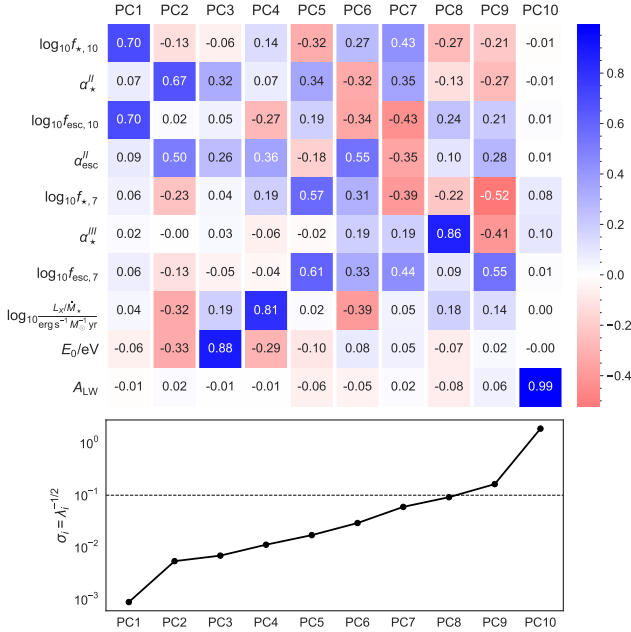 PC1 PC2 PC3 PC4 PC5 PC6 PC7 PC8 PC9 PC10
log₁₀f⋆, 10 0.70 -0.13 -0.06 0.14 -0.32 0.27 0.43 -0.27 -0.21 -0.01
α⋆^II 0.07 0.67 0.32 0.07 0.34 -0.32 0.35 -0.13 -0.27 -0.01
log₁₀f_esc, 10 0.70 0.02 0.05 -0.27 0.19 -0.34 -0.43 0.24 0.21 0.01
α_esc^II 0.09 0.50 0.26 0.36 -0.18 0.55 -0.35 0.10 0.28 0.01
log₁₀f⋆, 7 0.06 -0.23 0.04 0.19 0.57 0.31 -0.39 -0.22 -0.52 0.08
α⋆^III 0.02 -0.00 0.03 -0.06 -0.02 0.19 0.19 0.86 -0.41 0.10
log₁₀f_esc, 7 0.06 -0.13 -0.05 -0.04 0.61 0.33 0.44 0.09 0.55 0.01
log₁₀ L_X/Ṁ⋆ / erg s⁻¹ M⊙⁻¹ yr 0.04 -0.32 0.19 0.81 0.02 -0.39 0.05 0.18 0.14 0.00
E₀/eV -0.06 -0.33 0.88 -0.29 -0.10 0.08 0.05 -0.07 0.02 -0.00
A_LW -0.01 0.02 -0.01 -0.01 -0.06 -0.05 0.02 -0.08 0.06 0.99
0.8
0.6
0.4
0.2
0.0
−0.2
−0.4
σᵢ = λᵢ^−1/2
10⁰
10⁻¹
10⁻²
10⁻³
PC1 PC2 PC3 PC4 PC5 PC6 PC7 PC8 PC9 PC10